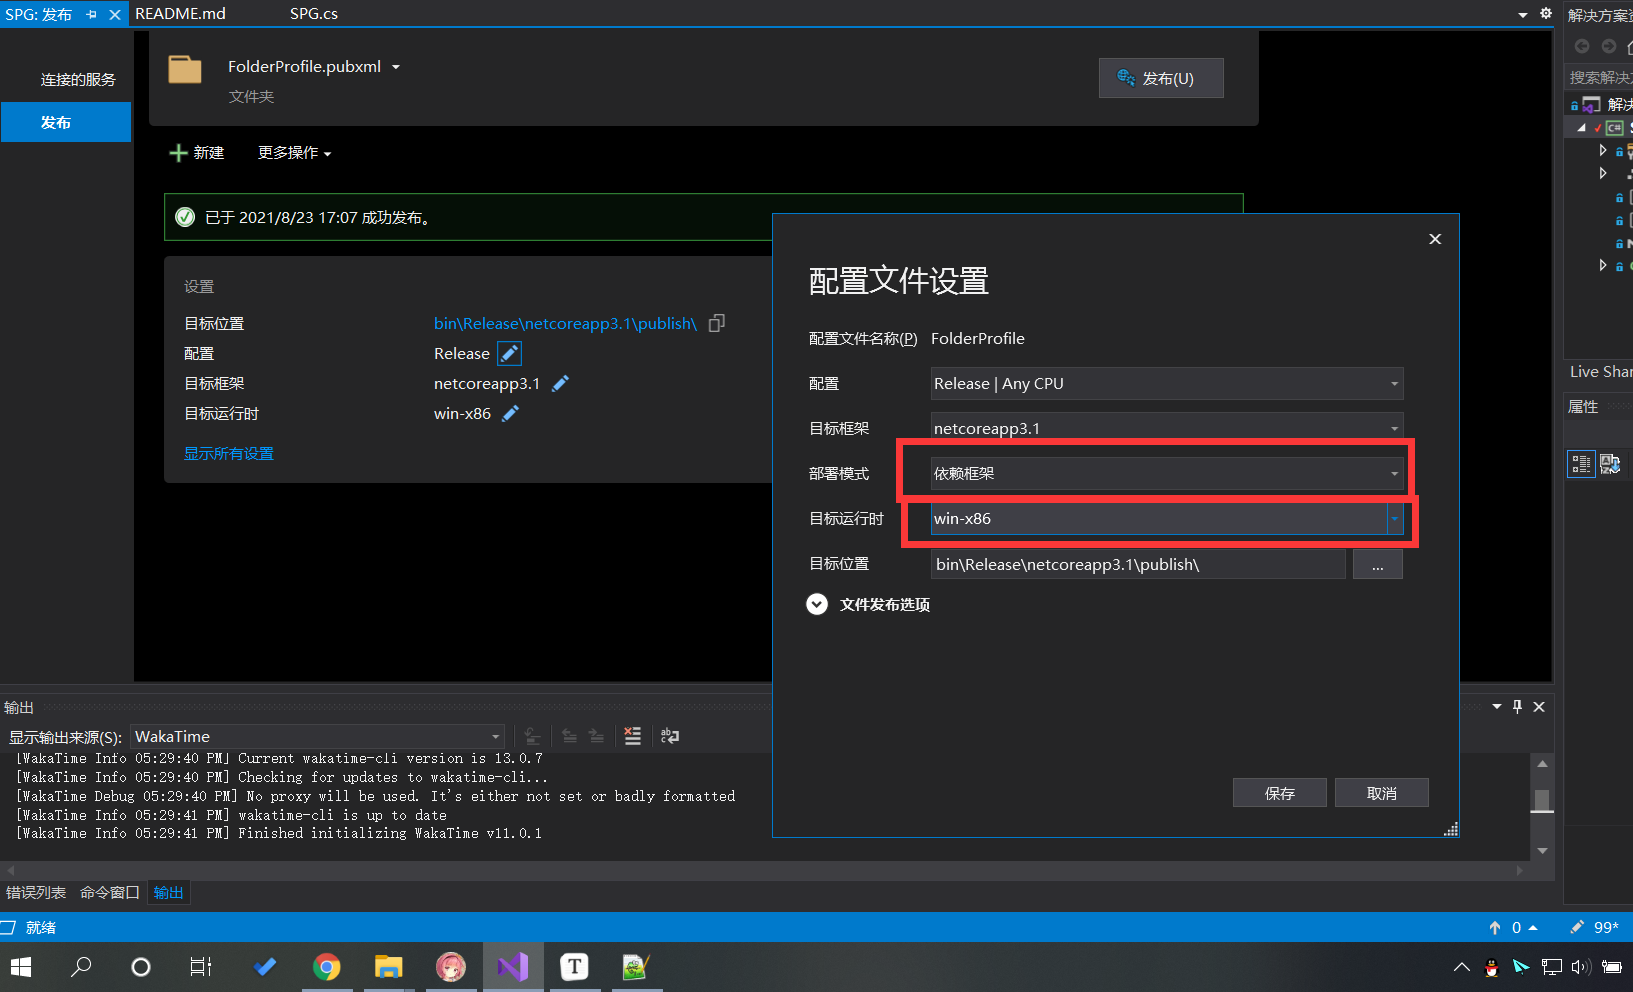 SPG: 发布
README.md
SPG.cs
解决方案资
连接的服务
发布
FolderProfile.pubxml
文件夹
发布(U)
新建
更多操作
已于 2021/8/23 17:07 成功发布。
设置
目标位置
bin\Release\netcoreapp3.1\publish\
配置
Release
目标框架
netcoreapp3.1
目标运行时
win-x86
显示所有设置
配置文件设置
配置文件名称(P)
FolderProfile
配置
Release | Any CPU
目标框架
netcoreapp3.1
部署模式
依赖框架
目标运行时
win-x86
目标位置
bin\Release\netcoreapp3.1\publish\
...
文件发布选项
保存
取消
搜索解决方
解决
C#
Live Shar
属性
输出
显示输出来源(S):
WakaTime
[WakaTime Info 05:29:40 PM] Current wakatime-cli version is 13.0.7
[WakaTime Info 05:29:40 PM] Checking for updates to wakatime-cli...
[WakaTime Debug 05:29:40 PM] No proxy will be used. It's either not set or badly formatted
[WakaTime Info 05:29:41 PM] wakatime-cli is up to date
[WakaTime Info 05:29:41 PM] Finished initializing WakaTime v11.0.1
错误列表
命令窗口
输出
就绪
0
99*